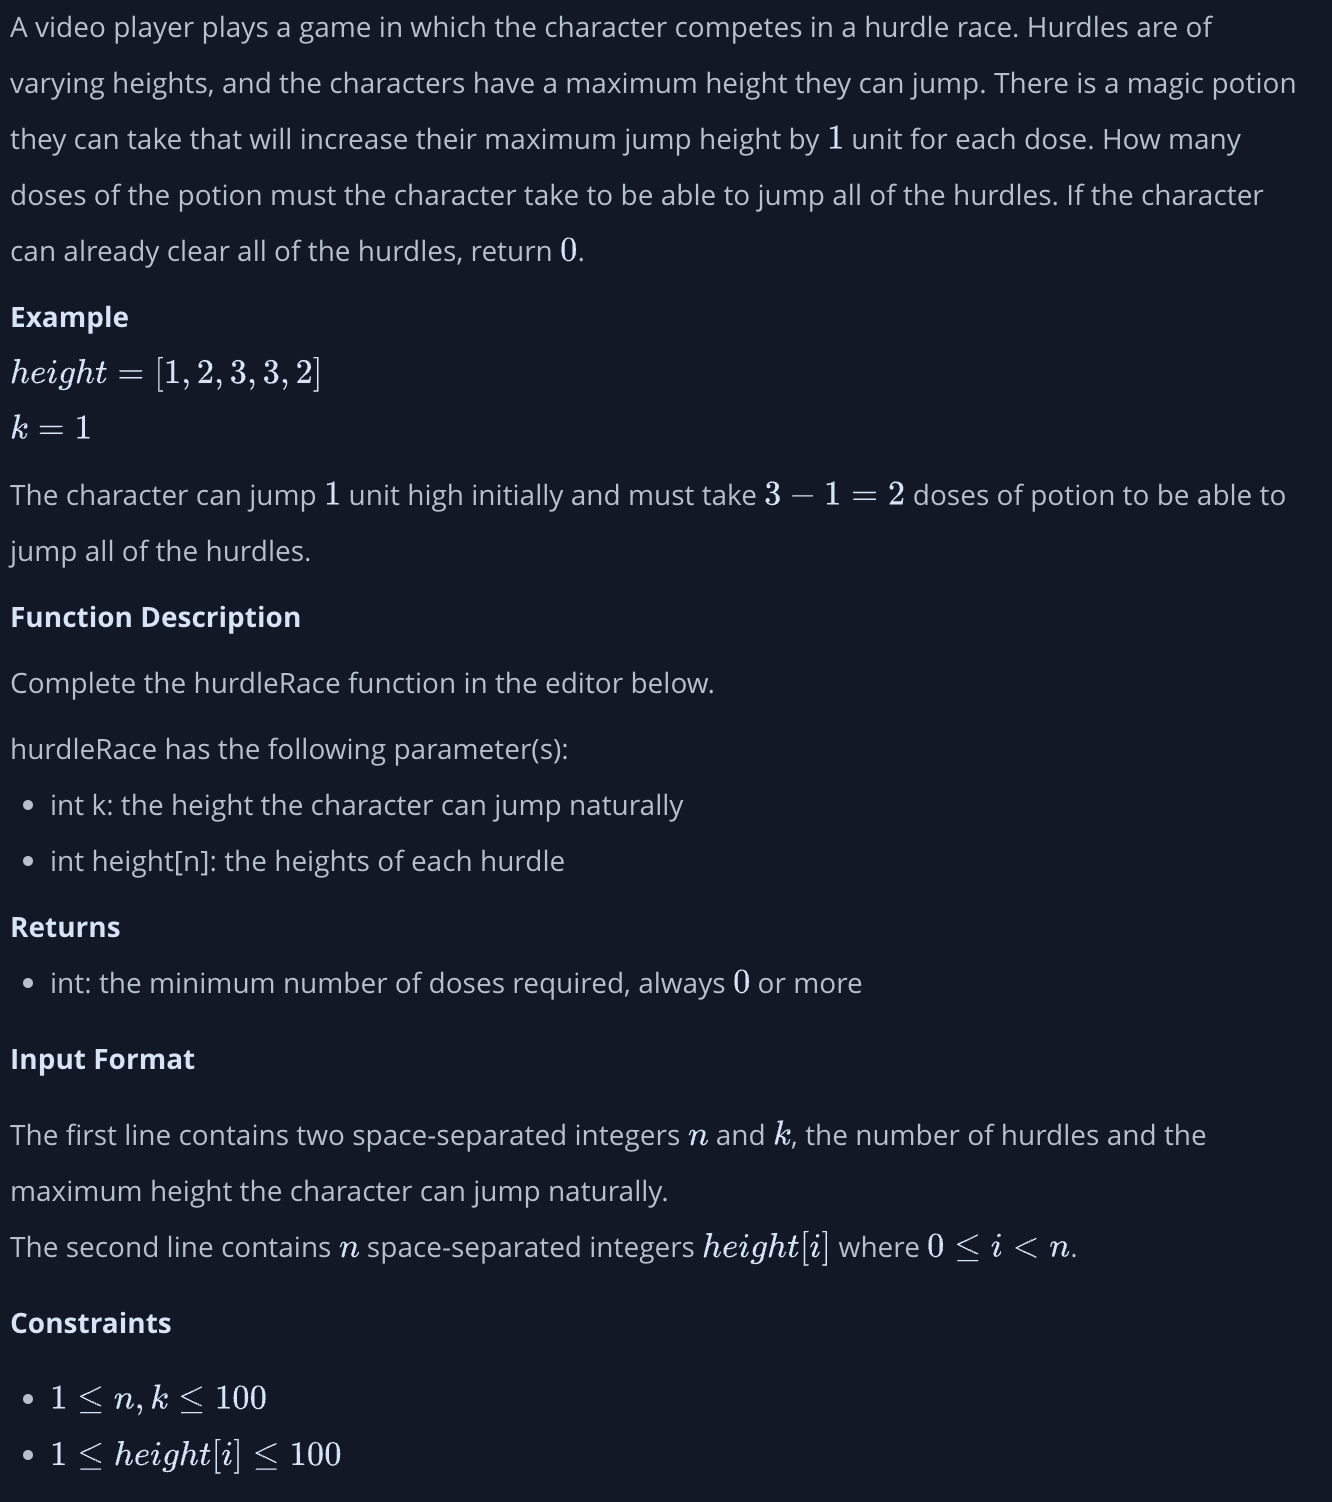 A video player plays a game in which the character competes in a hurdle race. Hurdles are of
varying heights, and the characters have a maximum height they can jump. There is a magic potion
they can take that will increase their maximum jump height by 1 unit for each dose. How many
doses of the potion must the character take to be able to jump all of the hurdles. If the character
can already clear all of the hurdles, return 0.
Example
height = [1, 2, 3, 3, 2]
k = 1
The character can jump 1 unit high initially and must take 3 − 1 = 2 doses of potion to be able to
jump all of the hurdles.
Function Description
Complete the hurdleRace function in the editor below.
hurdleRace has the following parameter(s):
• int k: the height the character can jump naturally
• int height[n]: the heights of each hurdle
Returns
• int: the minimum number of doses required, always 0 or more
Input Format
The first line contains two space-separated integers n and k, the number of hurdles and the
maximum height the character can jump naturally.
The second line contains n space-separated integers height[i] where 0 ≤ i < n.
Constraints
• 1 ≤ n, k ≤ 100
• 1 ≤ height[i] ≤ 100